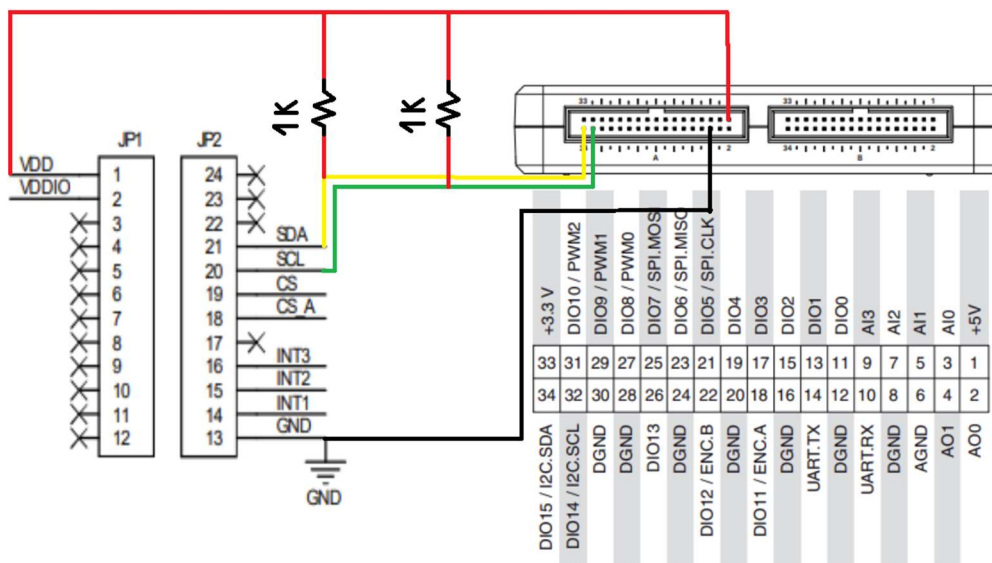 JP1
JP2
1K
1K
VDD
VDDIO
1
2
3
4
5
6
7
8
9
10
11
12
24
23
22
21
20
19
18
17
16
15
14
13
SDA
SCL
CS
CS_A
INT3
INT2
INT1
GND
GND
33
34
A
2
33
1
34
B
2
+3.3 V
DIO10 / PWM2
DIO9 / PWM1
DIO8 / PWM0
DIO7 / SPI.MOSI
DIO6 / SPI.MISO
DIO5 / SPI.CLK
DIO4
DIO3
DIO2
DIO1
DIO0
AI3
AI2
AI1
AI0
+5V
33 31 29 27 25 23 21 19 17 15 13 11 9 7 5 3 1
34 32 30 28 26 24 22 20 18 16 14 12 10 8 6 4 2
DIO15 / I2C.SDA
DIO14 / I2C.SCL
DGND
DGND
DIO13
DGND
DIO12 / ENC.B
DGND
DIO11 / ENC.A
DGND
UART.TX
DGND
UART.RX
DGND
AGND
AO1
AO0